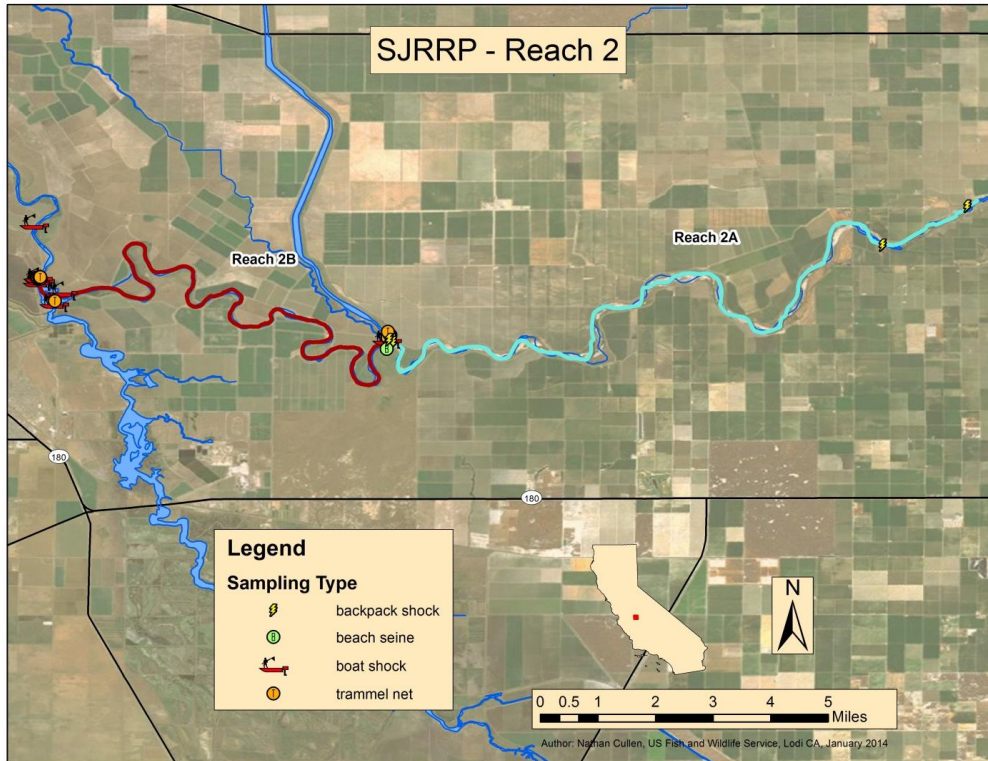 SJRRP - Reach 2
Reach 2A
Reach 2B
180
180
Legend
Sampling Type
backpack shock
beach seine
boat shock
trammel net
N
0 0.5 1 2 3 4 5
Miles
Author: Nathan Cullen, US Fish and Wildlife Service, Lodi CA, January 2014